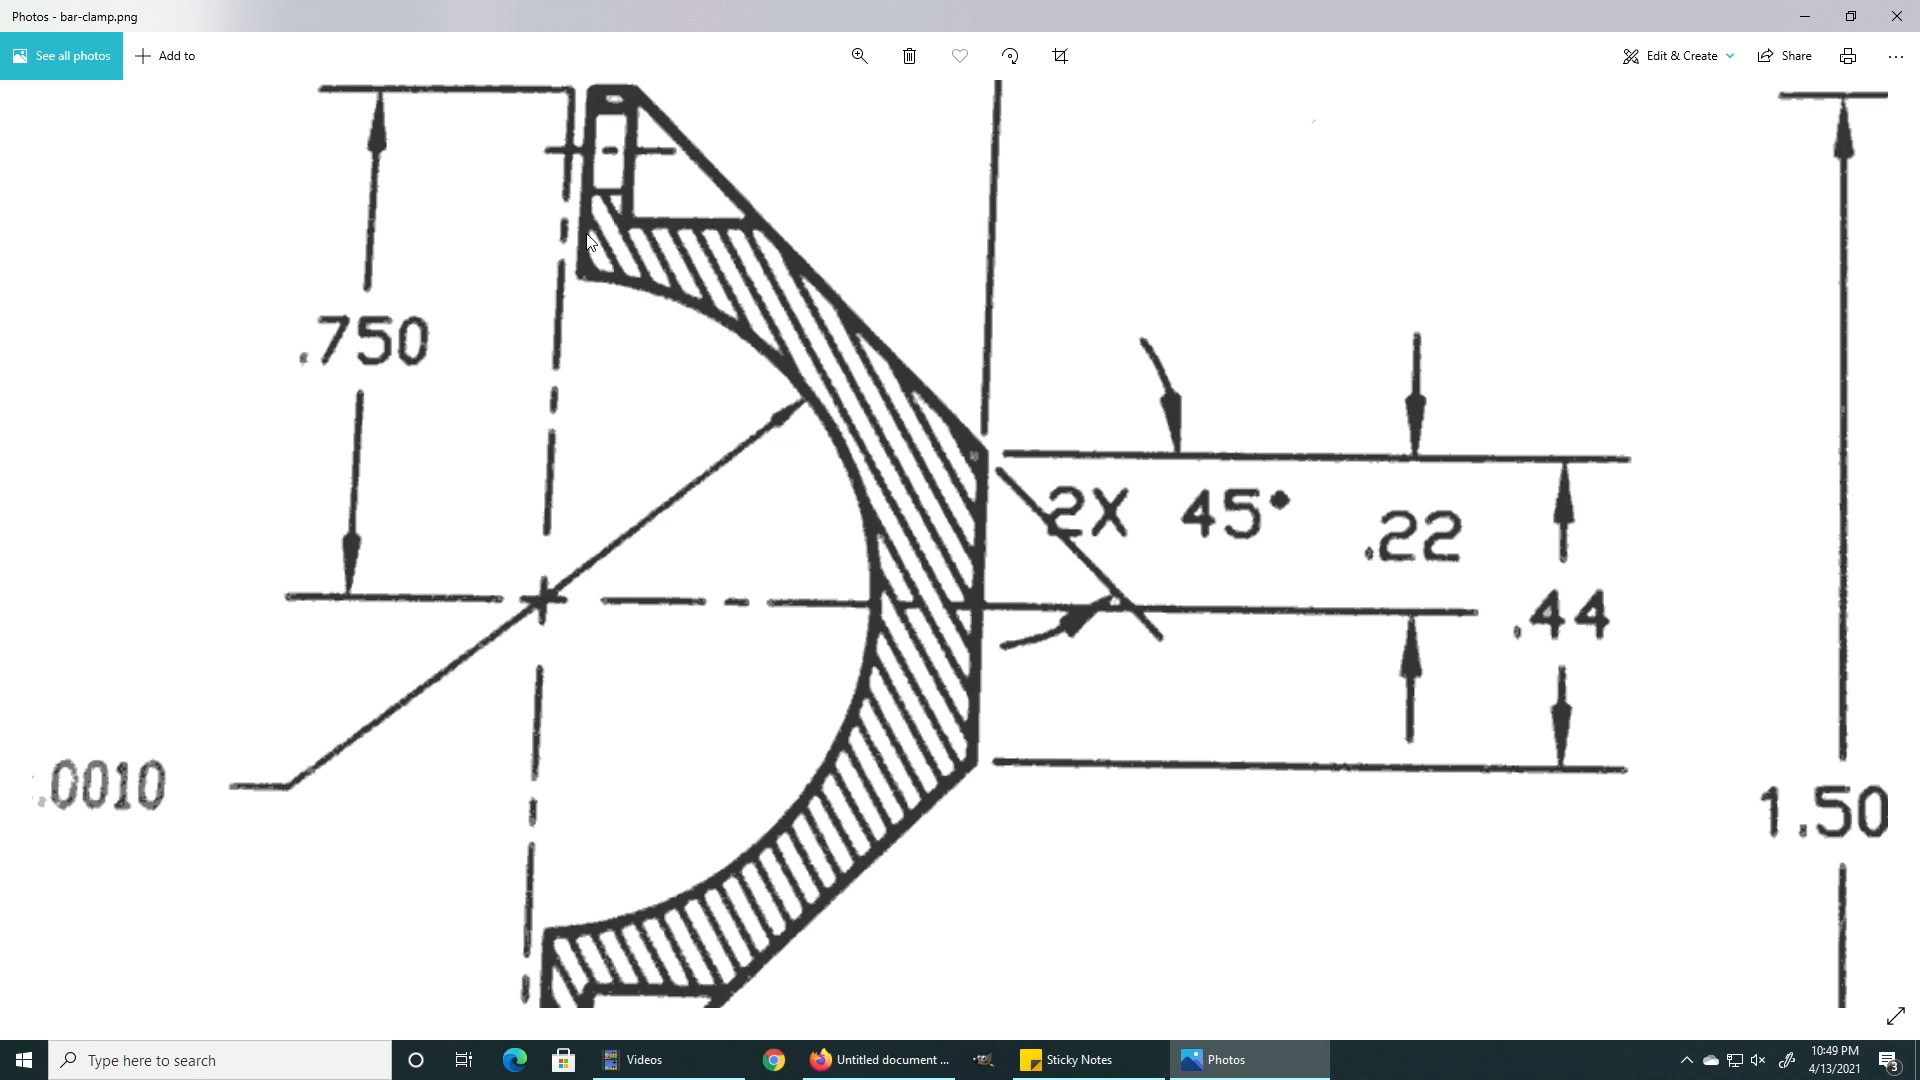 Photos - bar-clamp.png
See all photos
Add to
Edit & Create
Share
.750
2X 45°
.22
.44
.0010
1.50
Type here to search
Videos
Untitled document ...
Sticky Notes
Photos
10:49 PM
4/13/2021
3